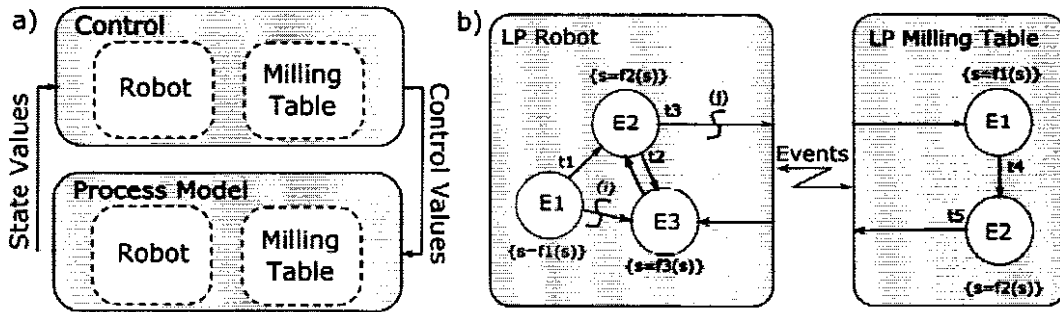 a)
Control
Robot
Milling
Table
State Values
Control Values
Process Model
Robot
Milling
Table
b)
LP Robot
{s=f2(s)}
E2
t3
(j)
t1
t2
E1
(i)
E3
{s=f1(s)}
{s=f3(s)}
Events
LP Milling Table
{s=f1(s)}
E1
t4
t5
E2
{s=f2(s)}